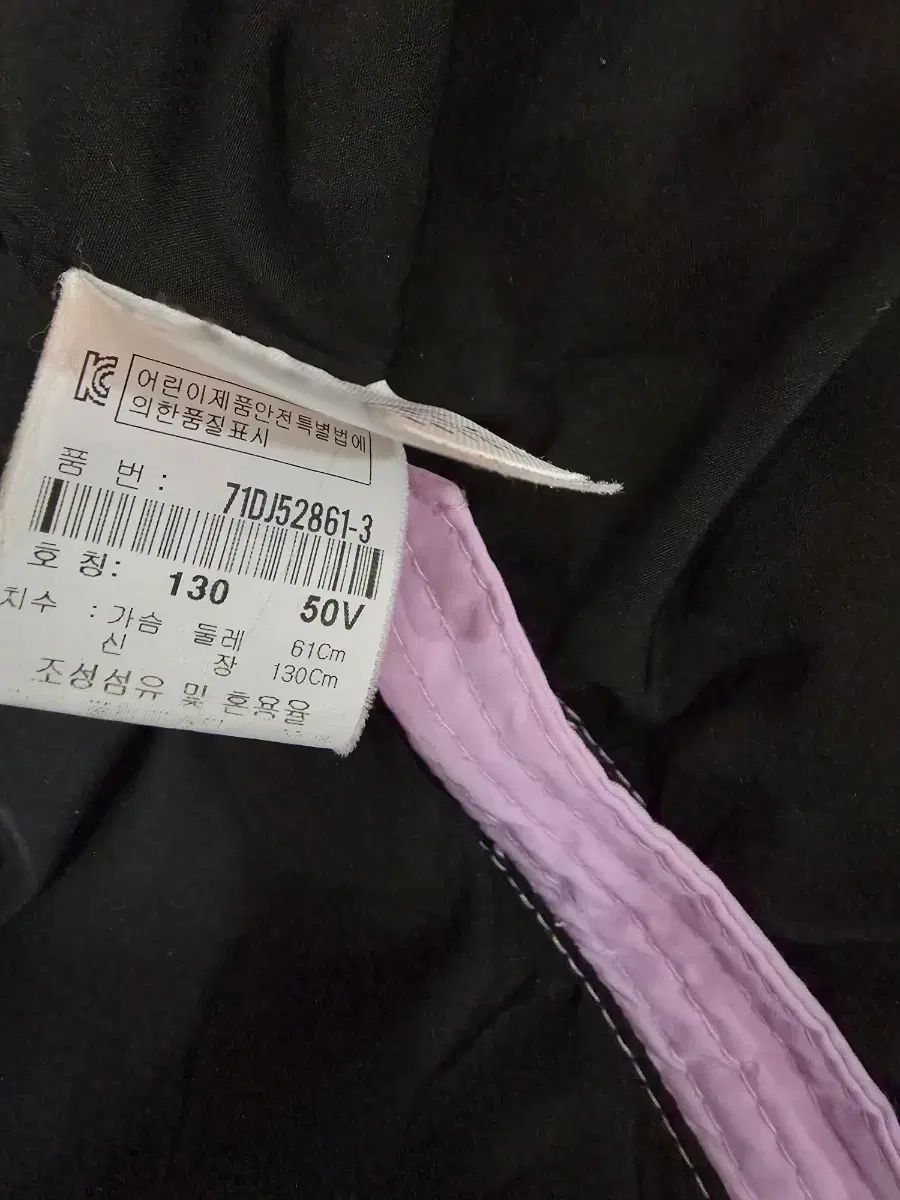 KC 어린이제품안전특별법에
의한품질표시
품 번 : 71DJ52861-3
호 칭: 130 50V
치수 : 가슴 둘레 61Cm
신 장 130Cm
조성섬유 및 혼용율